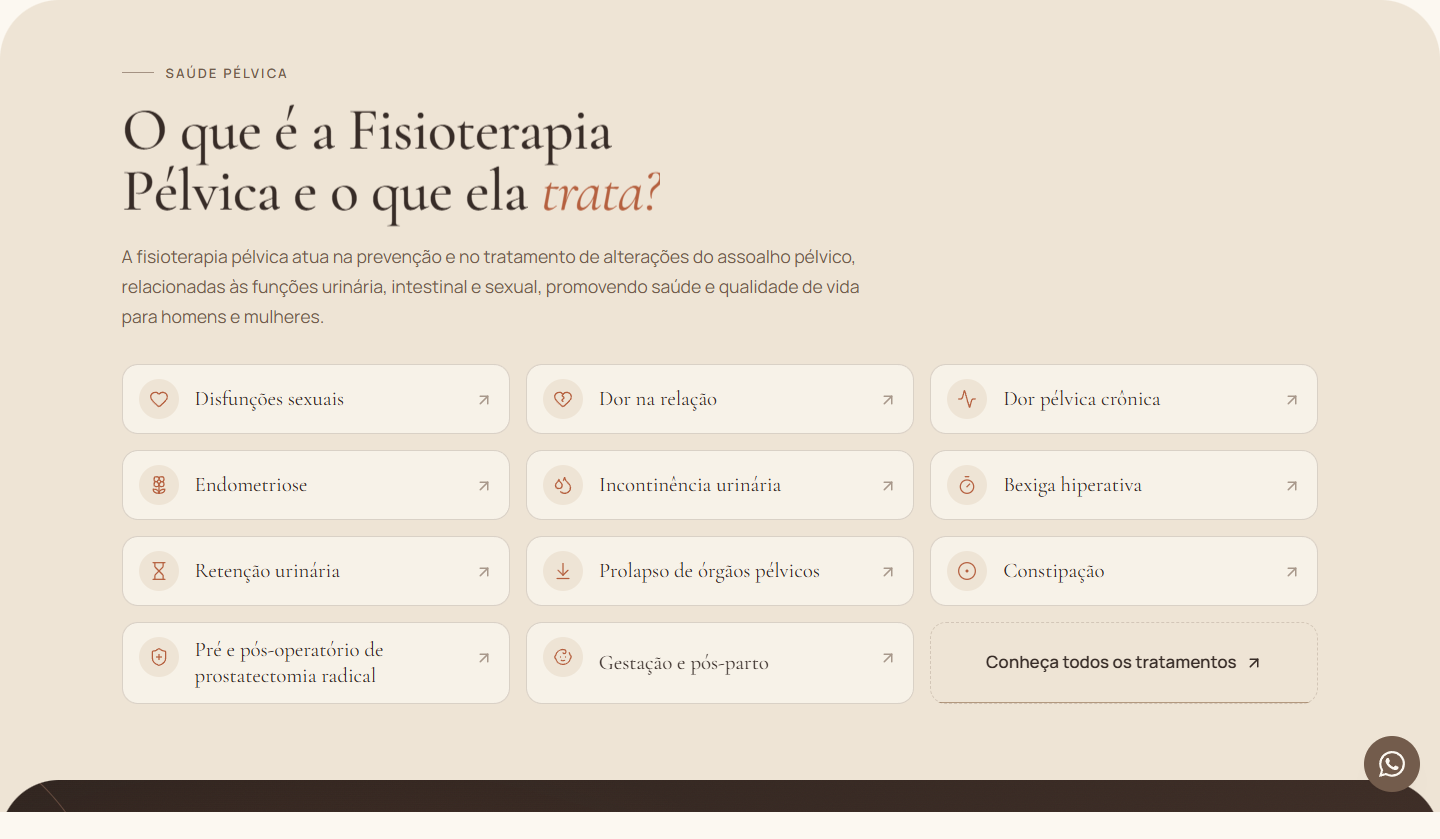 SAÚDE PÉLVICA
O que é a Fisioterapia
Pélvica e o que ela trata?
A fisioterapia pélvica atua na prevenção e no tratamento de alterações do assoalho pélvico,
relacionadas às funções urinária, intestinal e sexual, promovendo saúde e qualidade de vida
para homens e mulheres.
Disfunções sexuais
Dor na relação
Dor pélvica crônica
Endometriose
Incontinência urinária
Bexiga hiperativa
Retenção urinária
Prolapso de órgãos pélvicos
Constipação
Pré e pós-operatório de
prostatectomia radical
Gestação e pós-parto
Conheça todos os tratamentos